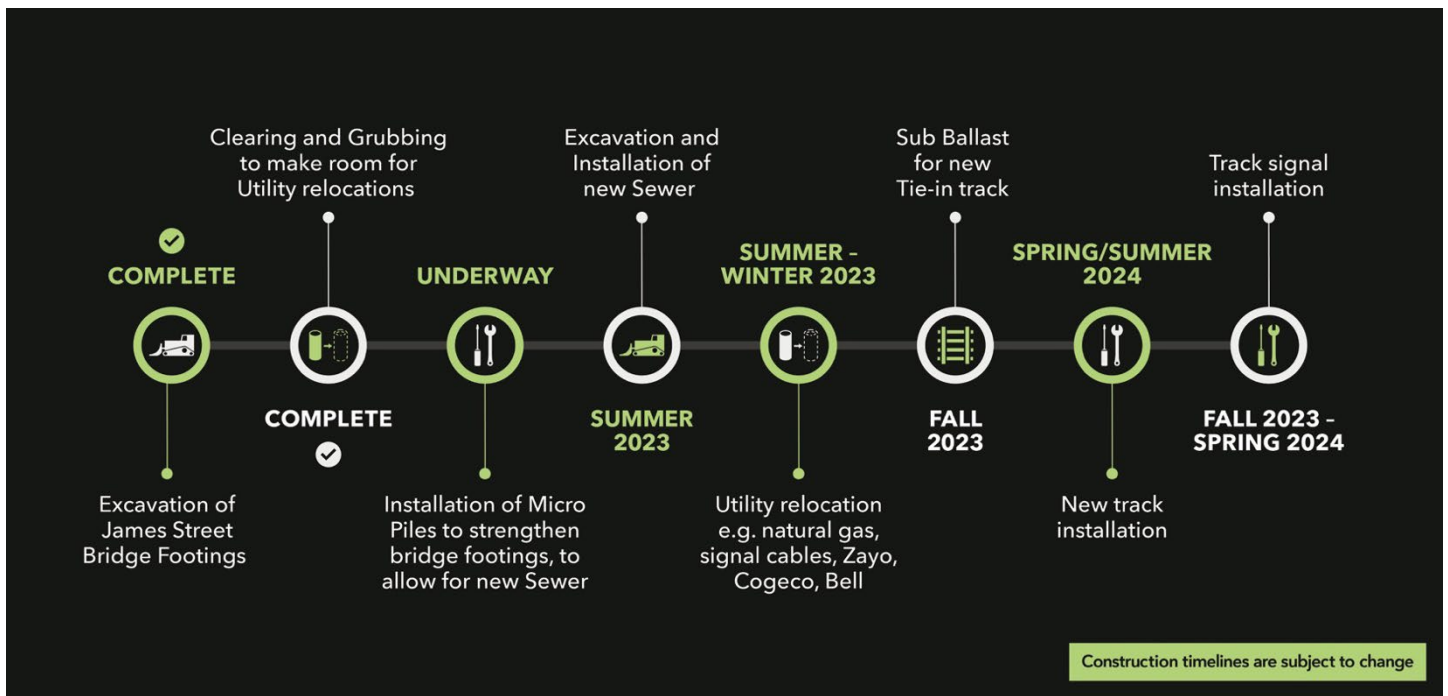 COMPLETE
Excavation of
James Street
Bridge Footings
Clearing and Grubbing
to make room for
Utility relocations
COMPLETE
UNDERWAY
Installation of Micro
Piles to strengthen
bridge footings, to
allow for new Sewer
Excavation and
Installation of
new Sewer
SUMMER
2023
SUMMER –
WINTER 2023
Utility relocation
e.g. natural gas,
signal cables, Zayo,
Cogeco, Bell
Sub Ballast
for new
Tie-in track
FALL
2023
SPRING/SUMMER
2024
New track
installation
Track signal
installation
FALL 2023 –
SPRING 2024
Construction timelines are subject to change